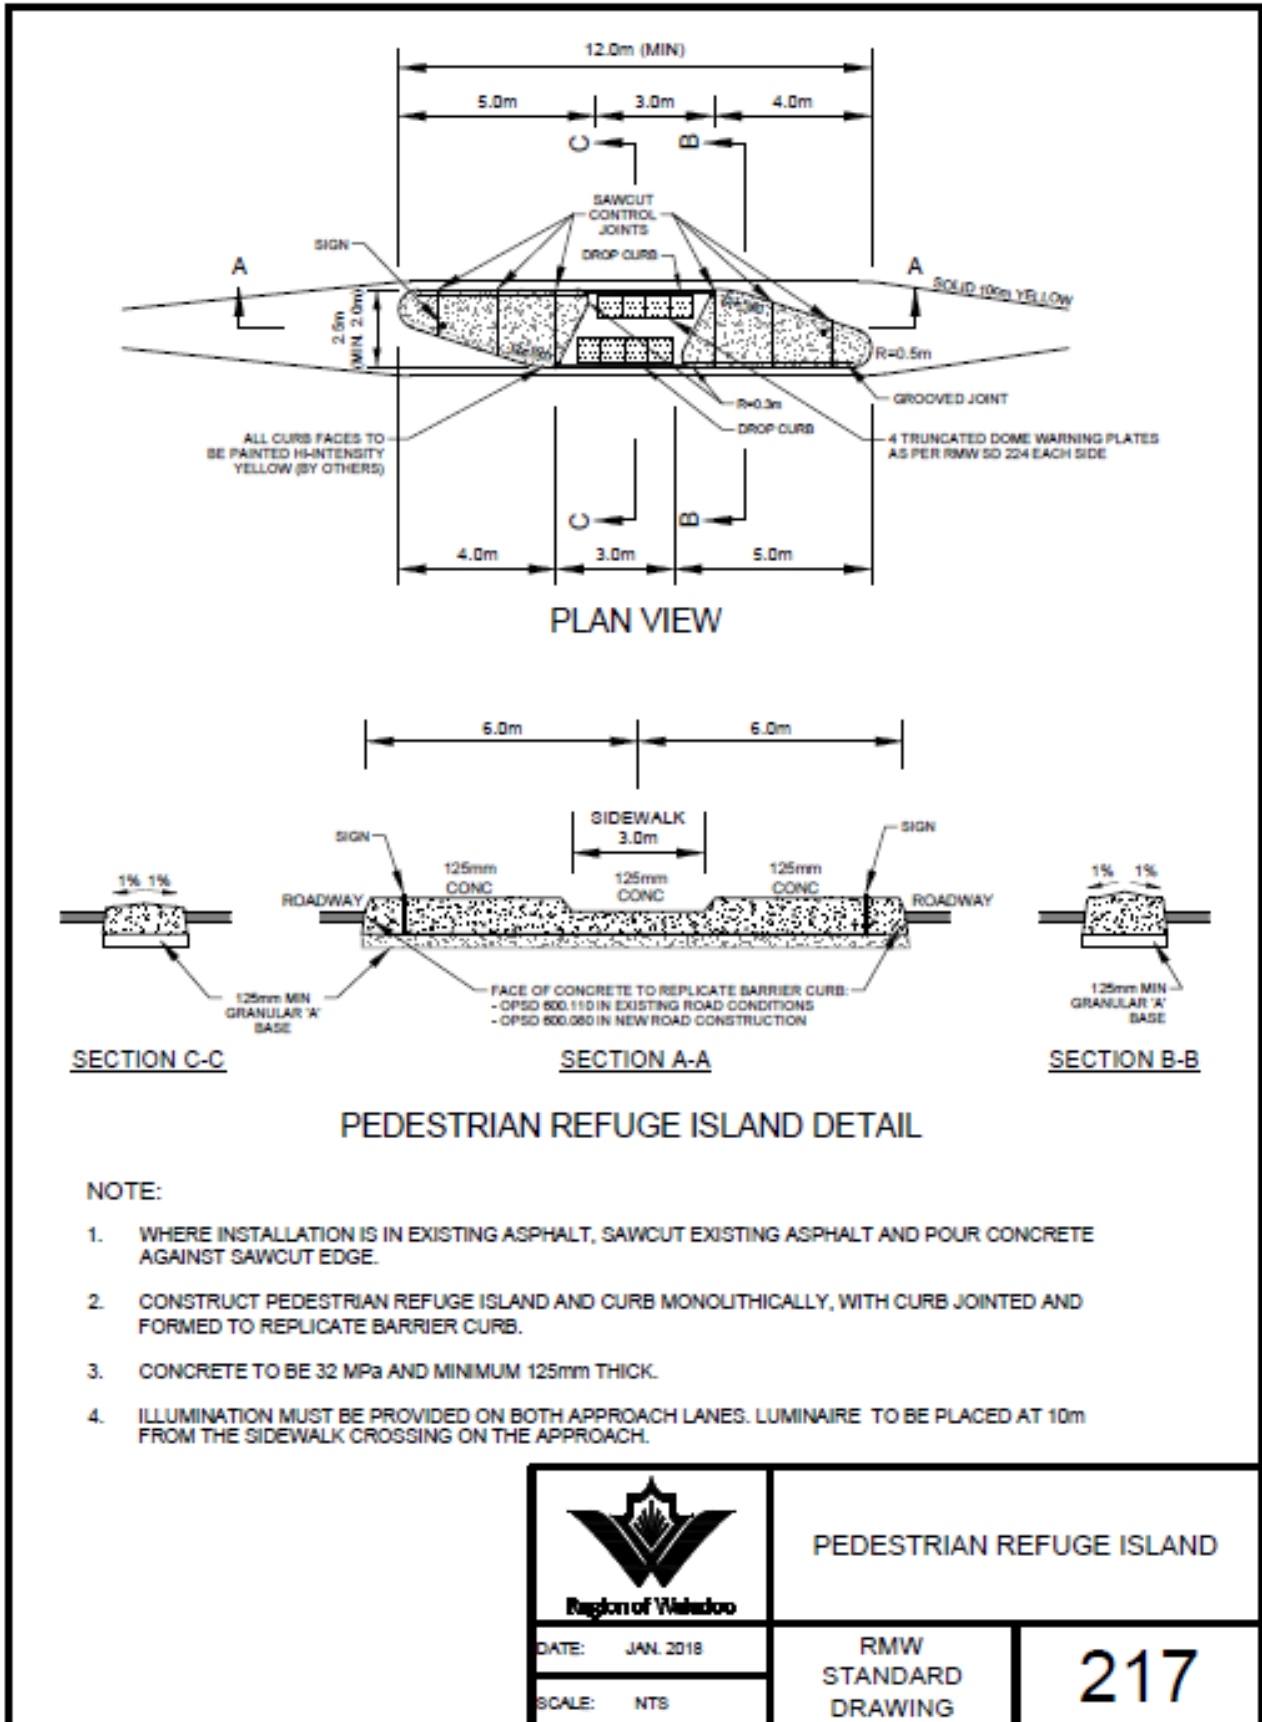 12.0m (MIN)
5.0m
3.0m
4.0m
C
B
SAWCUT
CONTROL
JOINTS
SIGN
DROP CURB
A
A
SOLID 10cm YELLOW
2.5m
(MIN. 2.0m)
R=0.5m
R=0.3m
GROOVED JOINT
DROP CURB
ALL CURB FACES TO
BE PAINTED HI-INTENSITY
YELLOW (BY OTHERS)
4 TRUNCATED DOME WARNING PLATES
AS PER RMW SD 224 EACH SIDE
C
B
4.0m
3.0m
5.0m
PLAN VIEW
6.0m
6.0m
SIDEWALK
3.0m
SIGN
SIGN
125mm
CONC
125mm
CONC
125mm
CONC
1% 1%
ROADWAY
ROADWAY
1% 1%
125mm MIN
GRANULAR 'A'
BASE
FACE OF CONCRETE TO REPLICATE BARRIER CURB:
- OPSD 600.110 IN EXISTING ROAD CONDITIONS
- OPSD 600.080 IN NEW ROAD CONSTRUCTION
125mm MIN
GRANULAR 'A'
BASE
SECTION C-C
SECTION A-A
SECTION B-B
PEDESTRIAN REFUGE ISLAND DETAIL
NOTE:
1. WHERE INSTALLATION IS IN EXISTING ASPHALT, SAWCUT EXISTING ASPHALT AND POUR CONCRETE
AGAINST SAWCUT EDGE.
2. CONSTRUCT PEDESTRIAN REFUGE ISLAND AND CURB MONOLITHICALLY, WITH CURB JOINTED AND
FORMED TO REPLICATE BARRIER CURB.
3. CONCRETE TO BE 32 MPa AND MINIMUM 125mm THICK.
4. ILLUMINATION MUST BE PROVIDED ON BOTH APPROACH LANES. LUMINAIRE TO BE PLACED AT 10m
FROM THE SIDEWALK CROSSING ON THE APPROACH.
Region of Waterloo
PEDESTRIAN REFUGE ISLAND
DATE: JAN. 2018
SCALE: NTS
RMW
STANDARD
DRAWING
217